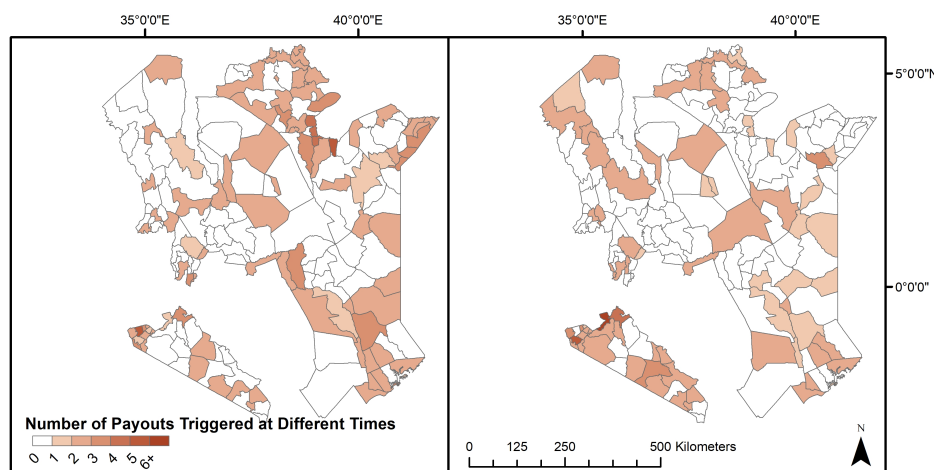 35°0'0"E 40°0'0"E 35°0'0"E 40°0'0"E
5°0'0"N
0°0'0"
Number of Payouts Triggered at Different Times
0 1 2 3 4 5 6+
0 125 250 500 Kilometers
N